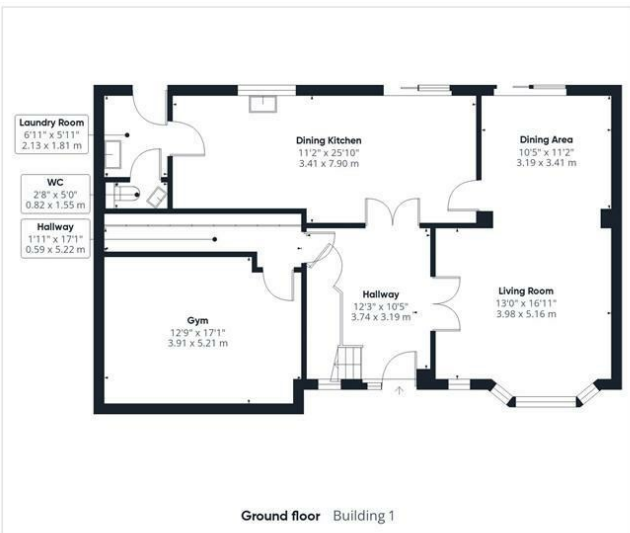 Laundry Room
6'11" x 5'11"
2.13 x 1.81 m
WC
2'8" x 5'0"
0.82 x 1.55 m
Hallway
1'11" x 17'1"
0.59 x 5.22 m
Dining Kitchen
11'2" x 25'10"
3.41 x 7.90 m
Dining Area
10'5" x 11'2"
3.19 x 3.41 m
Gym
12'9" x 17'1"
3.91 x 5.21 m
Hallway
12'3" x 10'5"
3.74 x 3.19 m
Living Room
13'0" x 16'11"
3.98 x 5.16 m
Ground floor Building 1